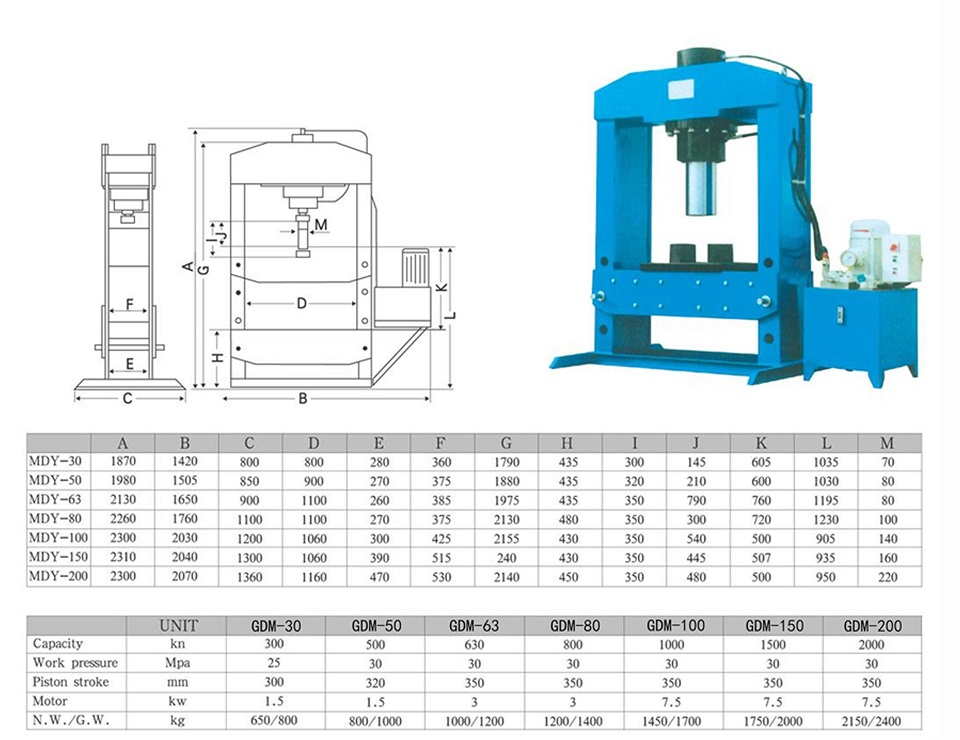 A
G
I
J
M
D
K
L
F
H
E
C
B
A B C D E F G H I J K L M
MDY-30 1870 1420 800 800 280 360 1790 435 300 145 605 1035 70
MDY-50 1980 1505 850 900 270 375 1880 435 320 210 600 1030 80
MDY-63 2130 1650 900 1100 260 385 1975 435 350 790 760 1195 80
MDY-80 2260 1760 1100 1100 270 375 2130 480 350 300 720 1230 100
MDY-100 2300 2030 1200 1060 300 425 2155 430 350 540 500 905 140
MDY-150 2310 2040 1300 1060 390 515 240 430 350 445 507 935 160
MDY-200 2300 2070 1360 1160 470 530 2140 450 350 480 500 950 220
UNIT GDM-30 GDM-50 GDM-63 GDM-80 GDM-100 GDM-150 GDM-200
Capacity kn 300 500 630 800 1000 1500 2000
Work pressure Mpa 25 30 30 30 30 30 30
Piston stroke mm 300 320 350 350 350 350 350
Motor kw 1.5 1.5 3 3 7.5 7.5 7.5
N.W./G.W. kg 650/800 800/1000 1000/1200 1200/1400 1450/1700 1750/2000 2150/2400